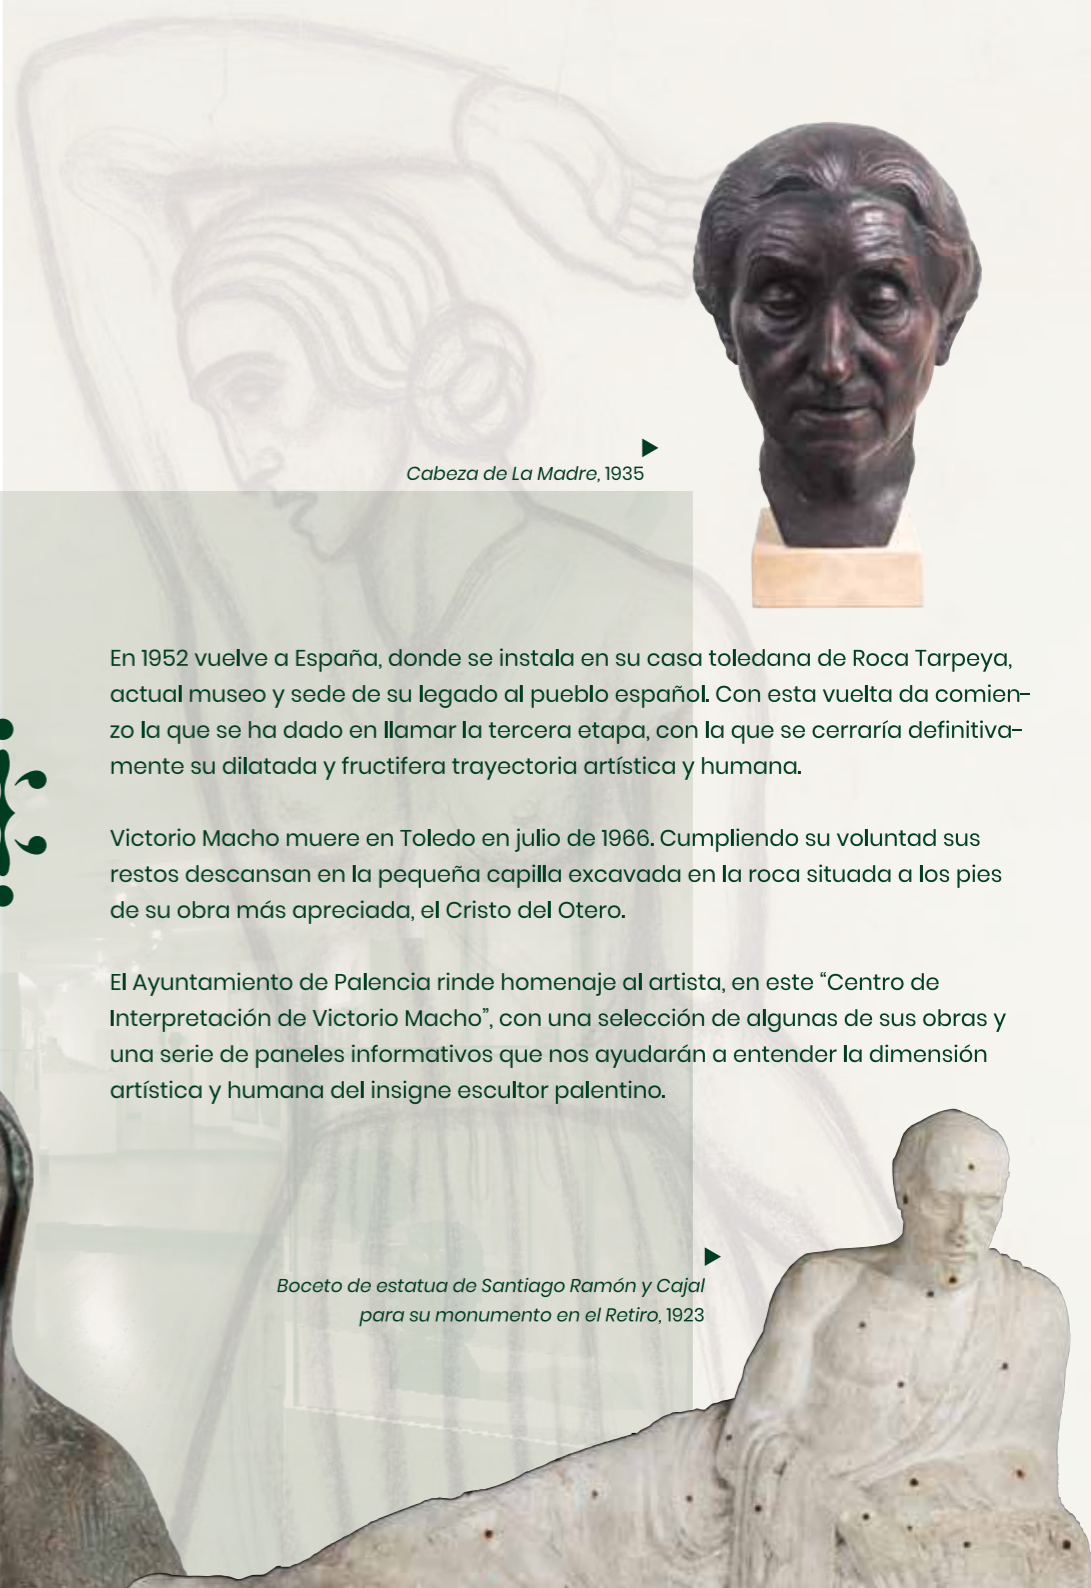 Cabeza de La Madre, 1935
En 1952 vuelve a España, donde se instala en su casa toledana de Roca Tarpeya,
actual museo y sede de su legado al pueblo español. Con esta vuelta da comien-
zo la que se ha dado en llamar la tercera etapa, con la que se cerraría definitiva-
mente su dilatada y fructifera trayectoria artística y humana.
Victorio Macho muere en Toledo en julio de 1966. Cumpliendo su voluntad sus
restos descansan en la pequeña capilla excavada en la roca situada a los pies
de su obra más apreciada, el Cristo del Otero.
El Ayuntamiento de Palencia rinde homenaje al artista, en este “Centro de
Interpretación de Victorio Macho”, con una selección de algunas de sus obras y
una serie de paneles informativos que nos ayudarán a entender la dimensión
artística y humana del insigne escultor palentino.
Boceto de estatua de Santiago Ramón y Cajal
para su monumento en el Retiro, 1923